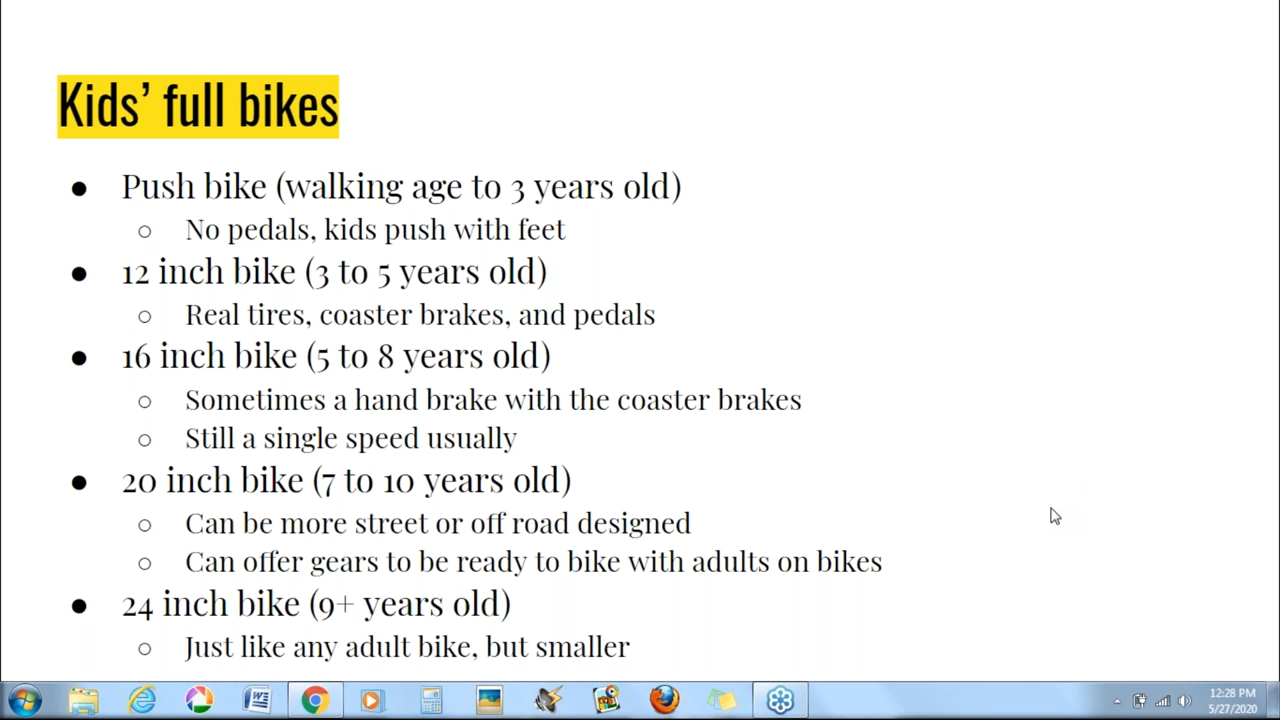 Kids’ full bikes
● Push bike (walking age to 3 years old)
○ No pedals, kids push with feet
● 12 inch bike (3 to 5 years old)
○ Real tires, coaster brakes, and pedals
● 16 inch bike (5 to 8 years old)
○ Sometimes a hand brake with the coaster brakes
○ Still a single speed usually
● 20 inch bike (7 to 10 years old)
○ Can be more street or off road designed
○ Can offer gears to be ready to bike with adults on bikes
● 24 inch bike (9+ years old)
○ Just like any adult bike, but smaller
12:28 PM
5/27/2020